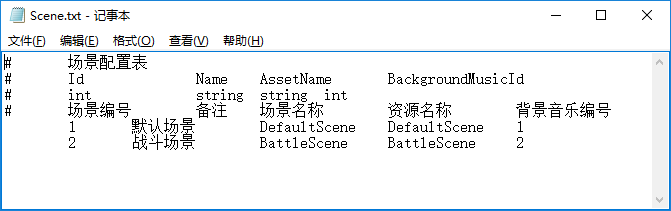 Scene.txt - 记事本
文件(F) 编辑(E) 格式(O) 查看(V) 帮助(H)
# 场景配置表
# Id Name AssetName BackgroundMusicId
# int string string int
# 场景编号 备注 场景名称 资源名称 背景音乐编号
1 默认场景 DefaultScene DefaultScene 1
2 战斗场景 BattleScene BattleScene 2